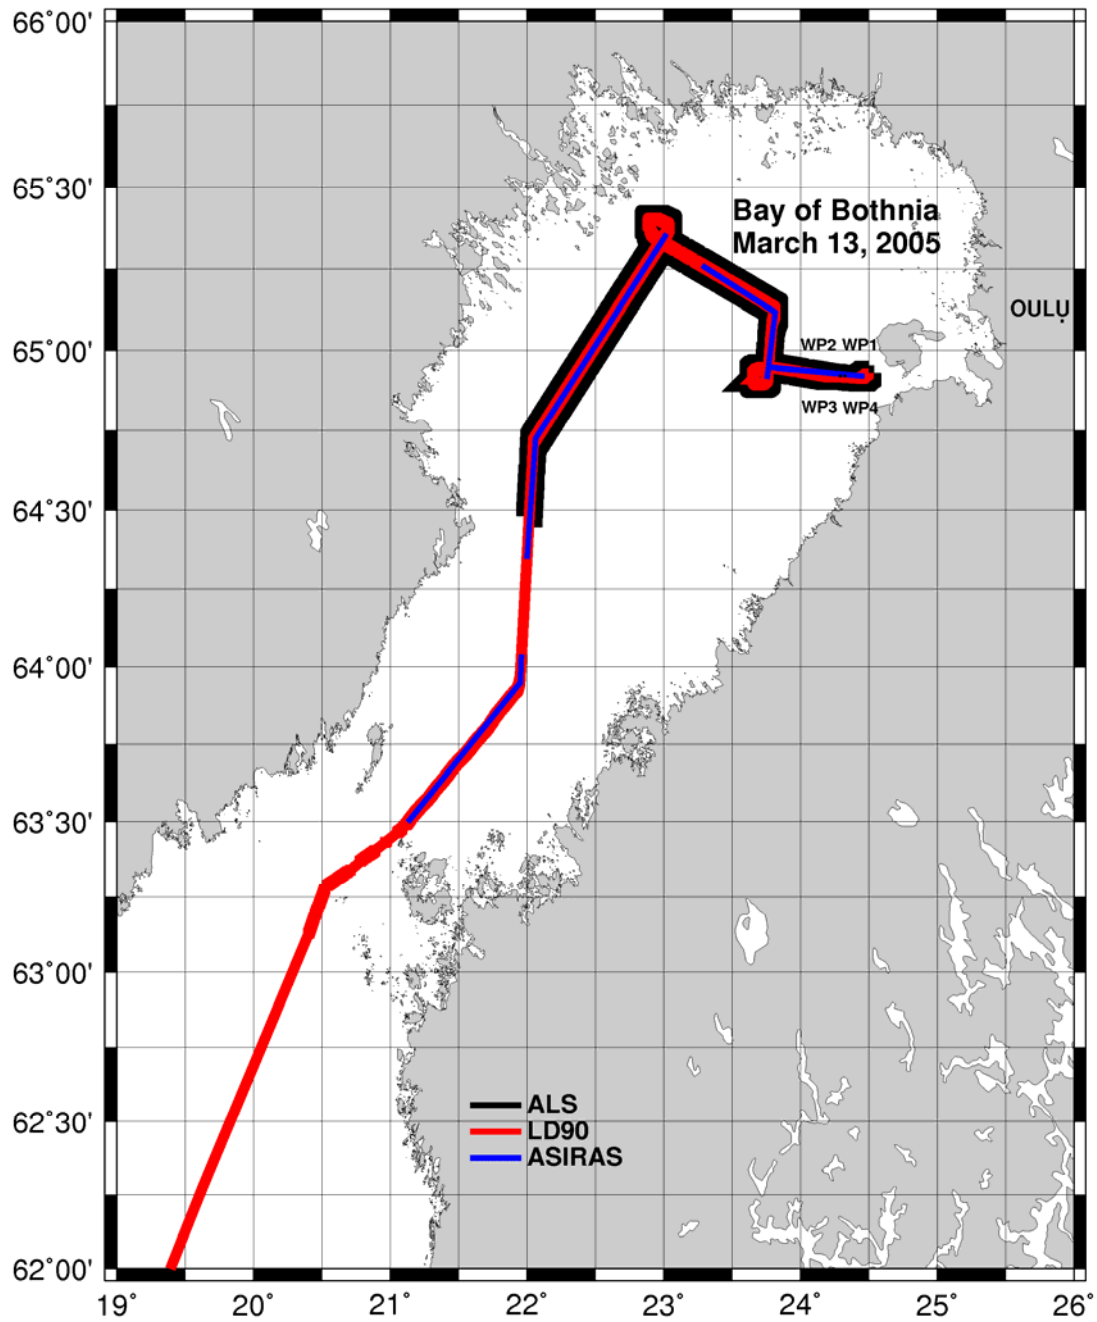 66°00'
65°30'
Bay of Bothnia
March 13, 2005
OULU
65°00'
WP2 WP1
WP3 WP4
64°30'
64°00'
63°30'
63°00'
ALS
62°30'
LD90
ASIRAS
62°00'
19° 20° 21° 22° 23° 24° 25° 26°